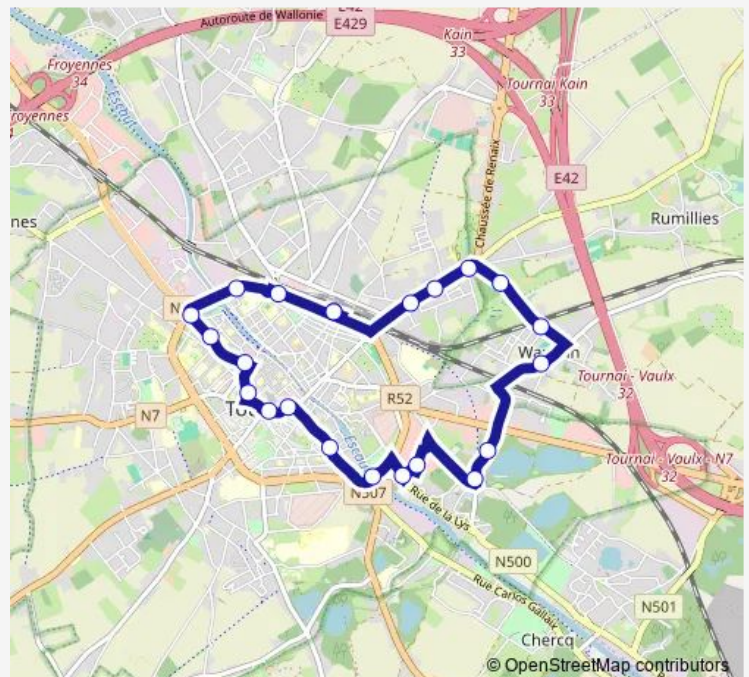 E42
Autoroute de Wallonie
E429
Kain
33
Froyennes
34
Froyennes
Escaut
Tournai Kain
33
Chaussée de Renaix
E42
Rumillies
nes
N
Wa in
R52
Tournai - Vaulx
32
N7
Tou
Escaut
Tournai - Vaulx - N7
32
N507
Rue de la Lys
N500
Rue Carlos Gallaix
N501
Chercq
© OpenStreetMap contributors